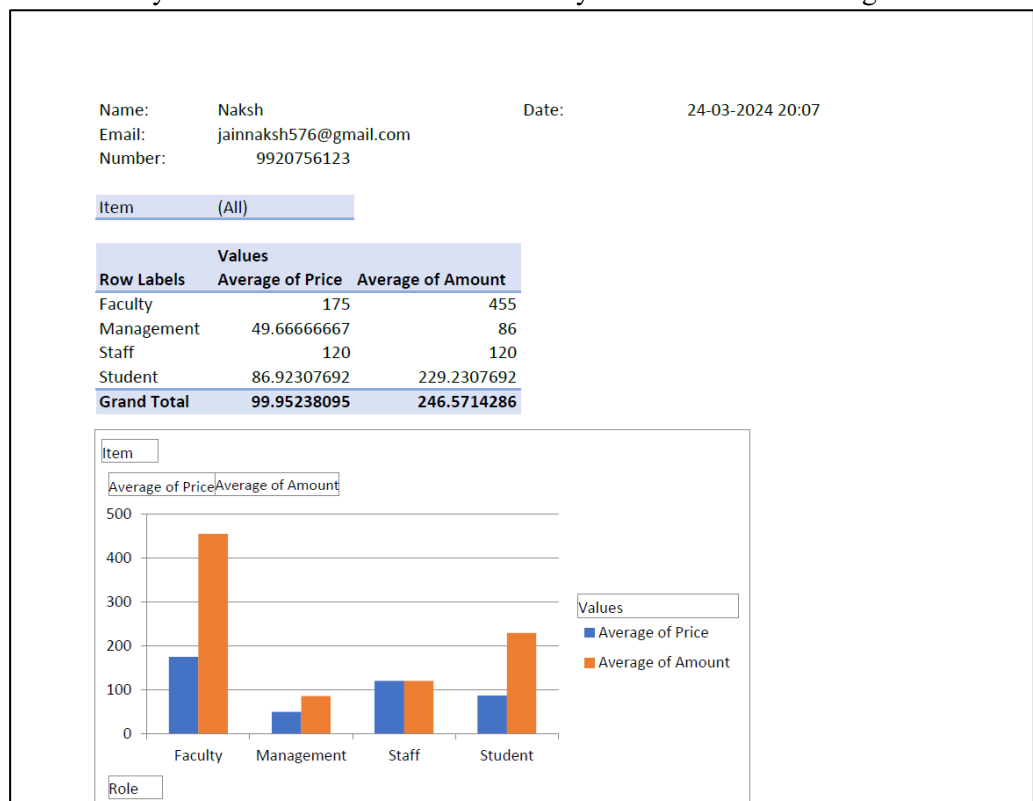 Name: Naksh Date: 24-03-2024 20:07
Email: jainnaksh576@gmail.com
Number: 9920756123
Item (All)
Values
Row Labels Average of Price Average of Amount
Faculty 175 455
Management 49.66666667 86
Staff 120 120
Student 86.92307692 229.2307692
Grand Total 99.95238095 246.5714286
Item
Average of Price Average of Amount
500
400
300
200
100
0
Values
Average of Price
Average of Amount
Faculty Management Staff Student
Role